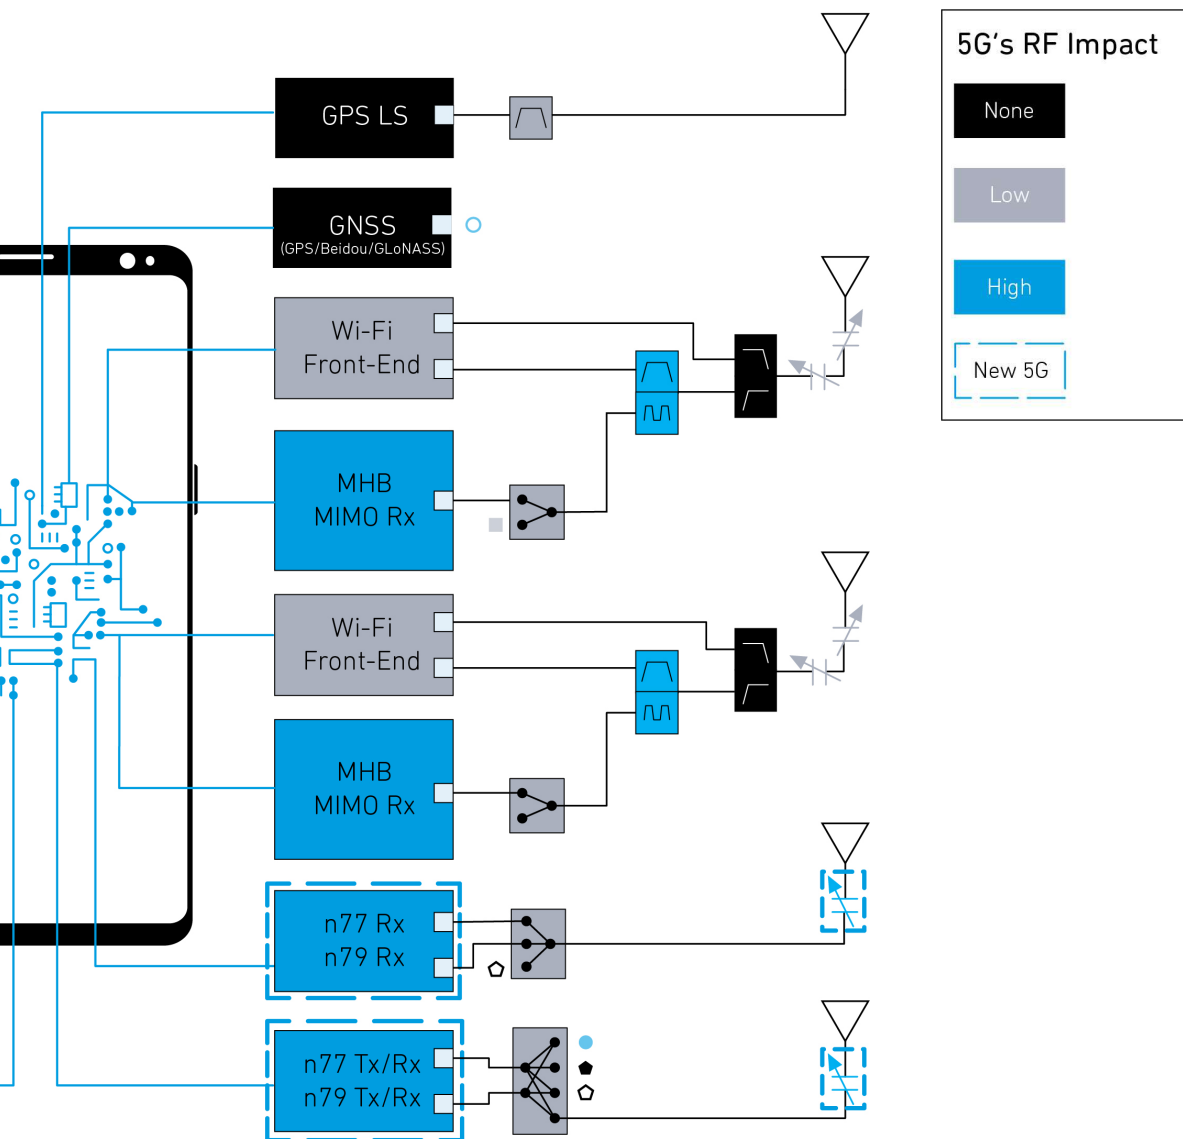 5G's RF Impact
None
Low
High
New 5G
GPS LS
GNSS
(GPS/Beidou/GLoNASS)
Wi-Fi
Front-End
MHB
MIMO Rx
Wi-Fi
Front-End
MHB
MIMO Rx
n77 Rx
n79 Rx
n77 Tx/Rx
n79 Tx/Rx